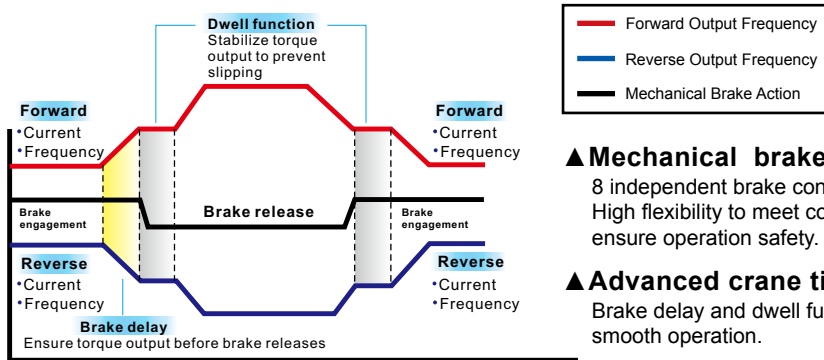 Dwell function
Stabilize torque
output to prevent
slipping
Forward
•Current
•Frequency
Forward
•Current
•Frequency
Brake
engagement
Brake release
Brake
engagement
Reverse
•Current
•Frequency
Reverse
•Current
•Frequency
Brake delay
Ensure torque output before brake releases
Forward Output Frequency
Reverse Output Frequency
Mechanical Brake Action
▲Mechanical brake
8 independent brake con
High flexibility to meet co
ensure operation safety.
▲Advanced crane ti
Brake delay and dwell fu
smooth operation.